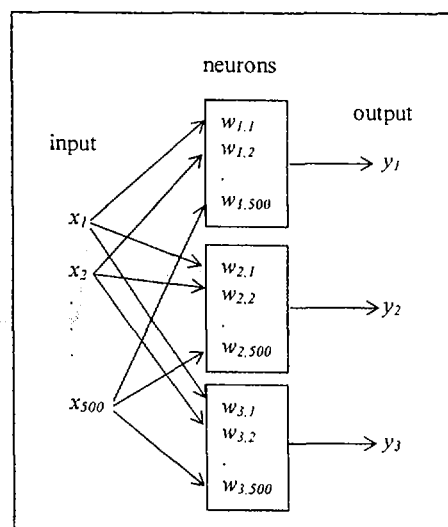 neurons
input
output
x1
x2
.
.
.
x500
w1,1
w1,2
.
w1,500
y1
w2,1
w2,2
.
w2,500
y2
w3,1
w3,2
.
w3,500
y3